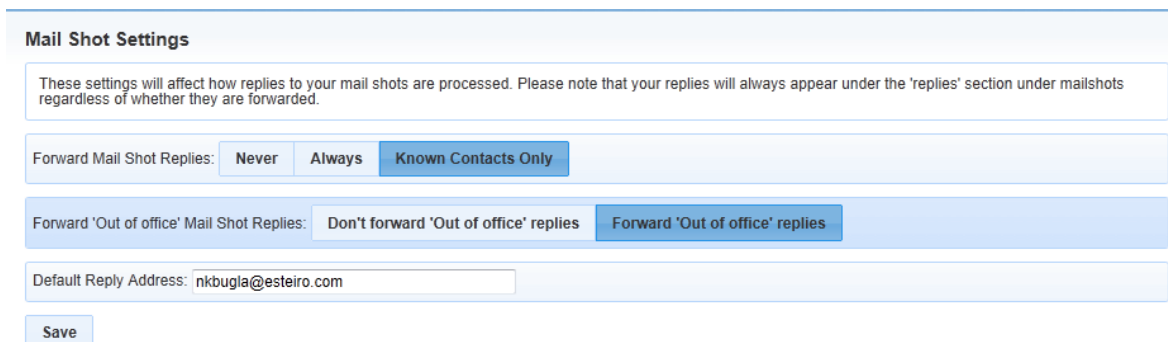 Mail Shot Settings
These settings will affect how replies to your mail shots are processed. Please note that your replies will always appear under the 'replies' section under mailshots
regardless of whether they are forwarded.
Forward Mail Shot Replies: Never Always Known Contacts Only
Forward 'Out of office' Mail Shot Replies: Don't forward 'Out of office' replies Forward 'Out of office' replies
Default Reply Address: nkbugla@esteiro.com
Save